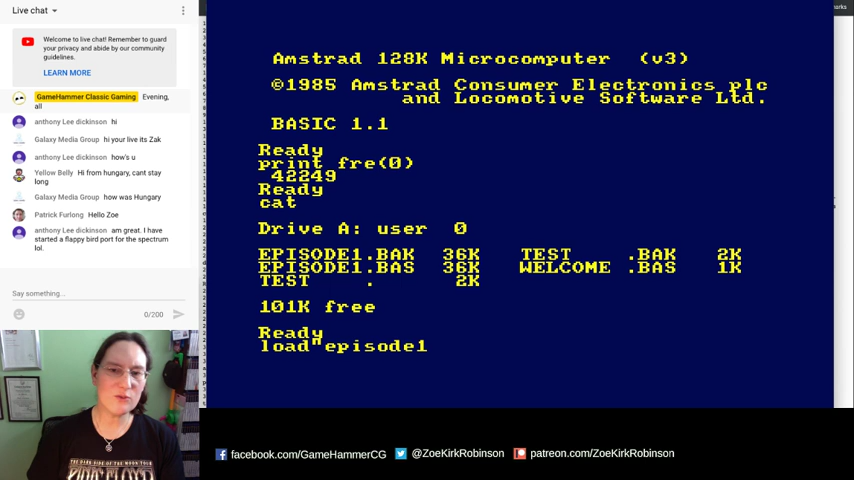 Live chat
Welcome to live chat! Remember to guard
your privacy and abide by our community
guidelines.
LEARN MORE
GameHammer Classic Gaming Evening,
all
anthony Lee dickinson hi
Galaxy Media Group hi your live its Zak
anthony Lee dickinson how's u
Yellow Belly Hi from hungary, cant stay
long
Galaxy Media Group how was Hungary
Patrick Furlong Hello Zoe
anthony Lee dickinson am great. I have
started a flappy bird port for the spectrum
lol.
Say something...
0/200
Amstrad 128K Microcomputer (v3)
©1985 Amstrad Consumer Electronics plc
and Locomotive Software Ltd.
BASIC 1.1
Ready
print fre(0)
42249
Ready
cat
Drive A: user 0
EPISODE1.BAK 36K TEST .BAK 2K
EPISODE1.BAS 36K WELCOME .BAS 1K
TEST . 2K
101K free
Ready
load"episode1
facebook.com/GameHammerCG @ZoeKirkRobinson patreon.com/ZoeKirkRobinson